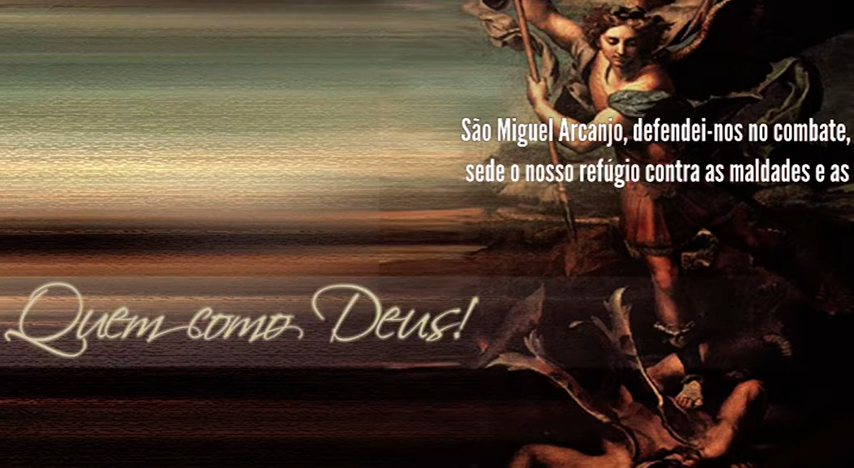 São Miguel Arcanjo, defendei-nos no combate,
sede o nosso refúgio contra as maldades e as
Quem como Deus!